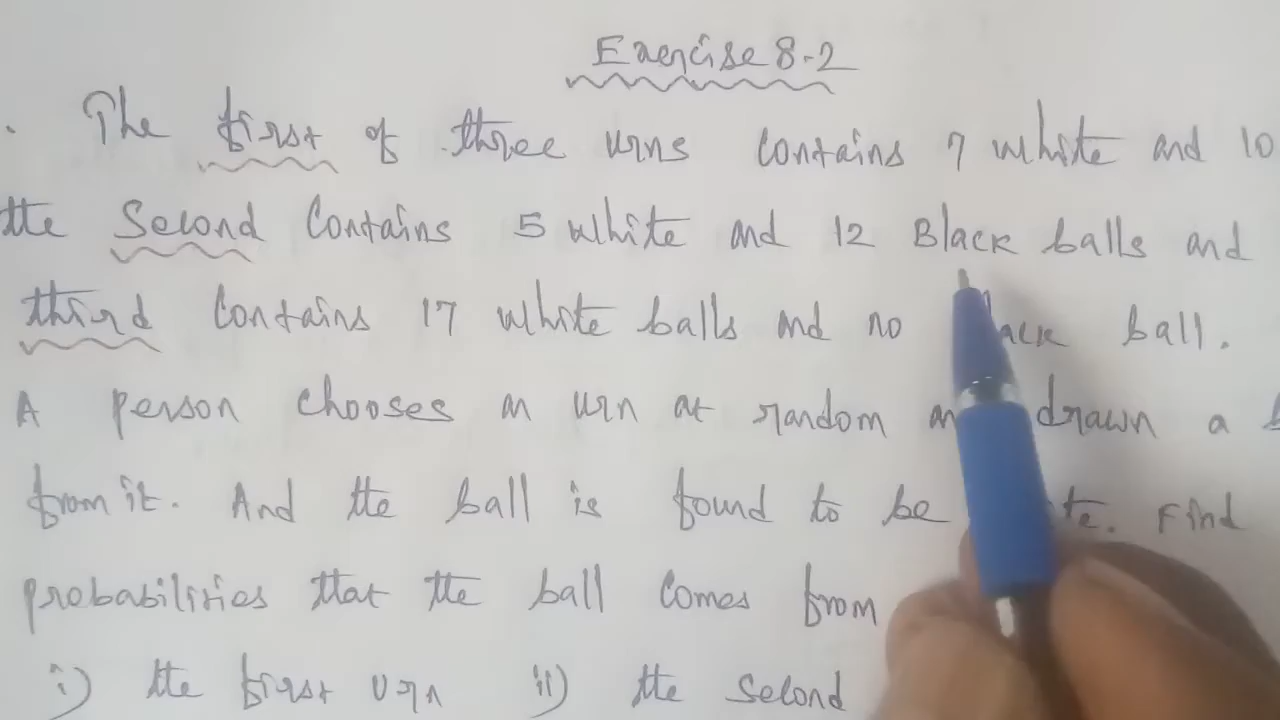 Exercise 8-2
. The first of three urns contains 7 white and 10
the Second Contains 5 white and 12 Black balls and
third Contains 17 white balls and no ball.
A person chooses an urn at random drawn a
from it. And the ball is found to be Find
probabilities that the ball comes from
i) the first urn ii) the second